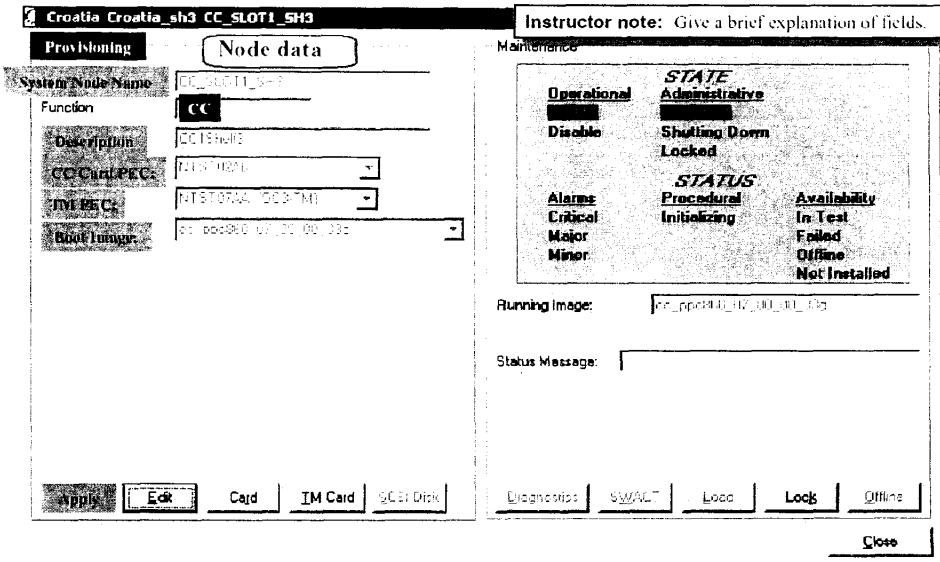 Croatia Croatia_sh3 CC_SLOT1_SH3
Instructor note: Give a brief explanation of fields.
Provisioning
Node data
System Node Name
CC_SLOT1_SH3
Function
CC
Description
CC1Shelf3
CC Card PEC:
TM PEC:
Boot Image:
Apply
Edit
Card
TM Card
SCSI Disk
Maintenance
STATE
Operational
Administrative
Disable
Shutting Down
Locked
STATUS
Alarms
Procedural
Availability
Critical
Initializing
In Test
Major
Failed
Minor
Offline
Not Installed
Running Image:
Status Message:
Diagnostics
SWACT
Load
Lock
Offline
Close